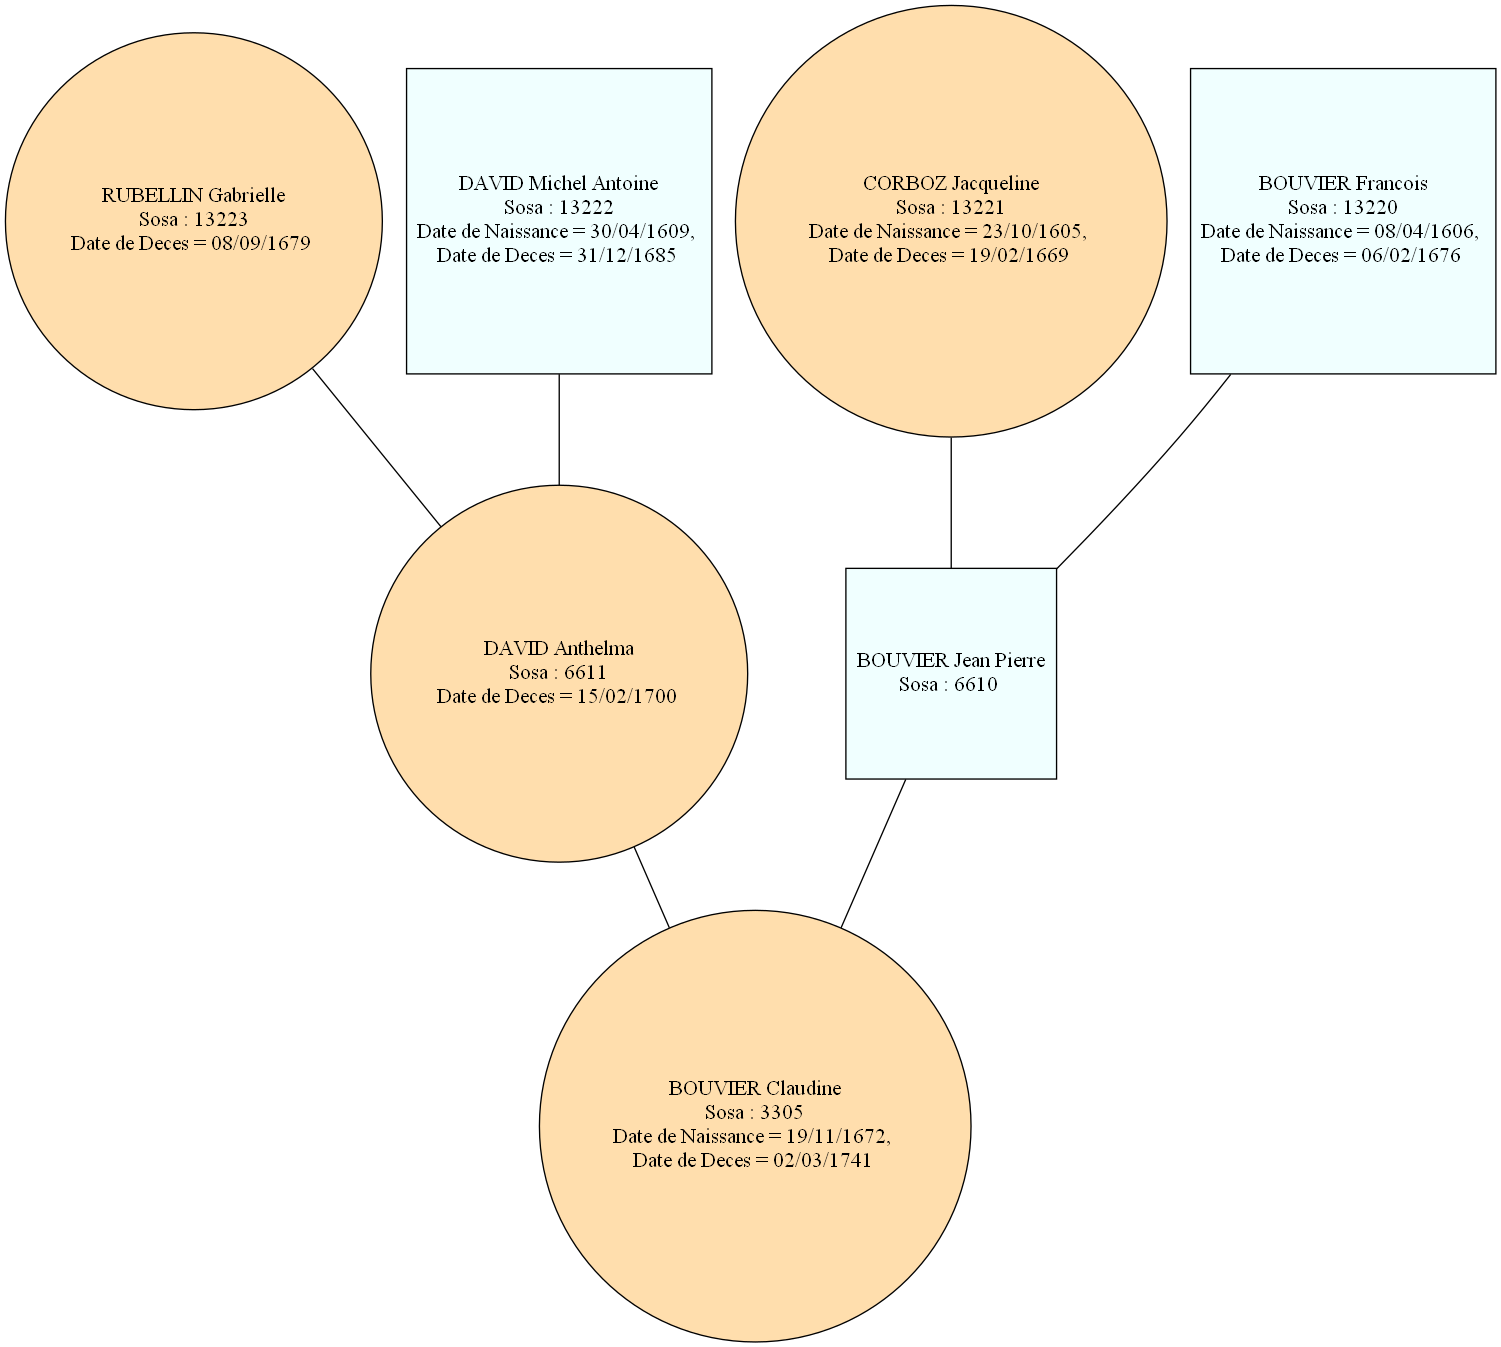 RUBELLIN Gabrielle
Sosa : 13223
Date de Deces = 08/09/1679
DAVID Michel Antoine
Sosa : 13222
Date de Naissance = 30/04/1609,
Date de Deces = 31/12/1685
CORBOZ Jacqueline
Sosa : 13221
Date de Naissance = 23/10/1605,
Date de Deces = 19/02/1669
BOUVIER Francois
Sosa : 13220
Date de Naissance = 08/04/1606,
Date de Deces = 06/02/1676
DAVID Anthelma
Sosa : 6611
Date de Deces = 15/02/1700
BOUVIER Jean Pierre
Sosa : 6610
BOUVIER Claudine
Sosa : 3305
Date de Naissance = 19/11/1672,
Date de Deces = 02/03/1741